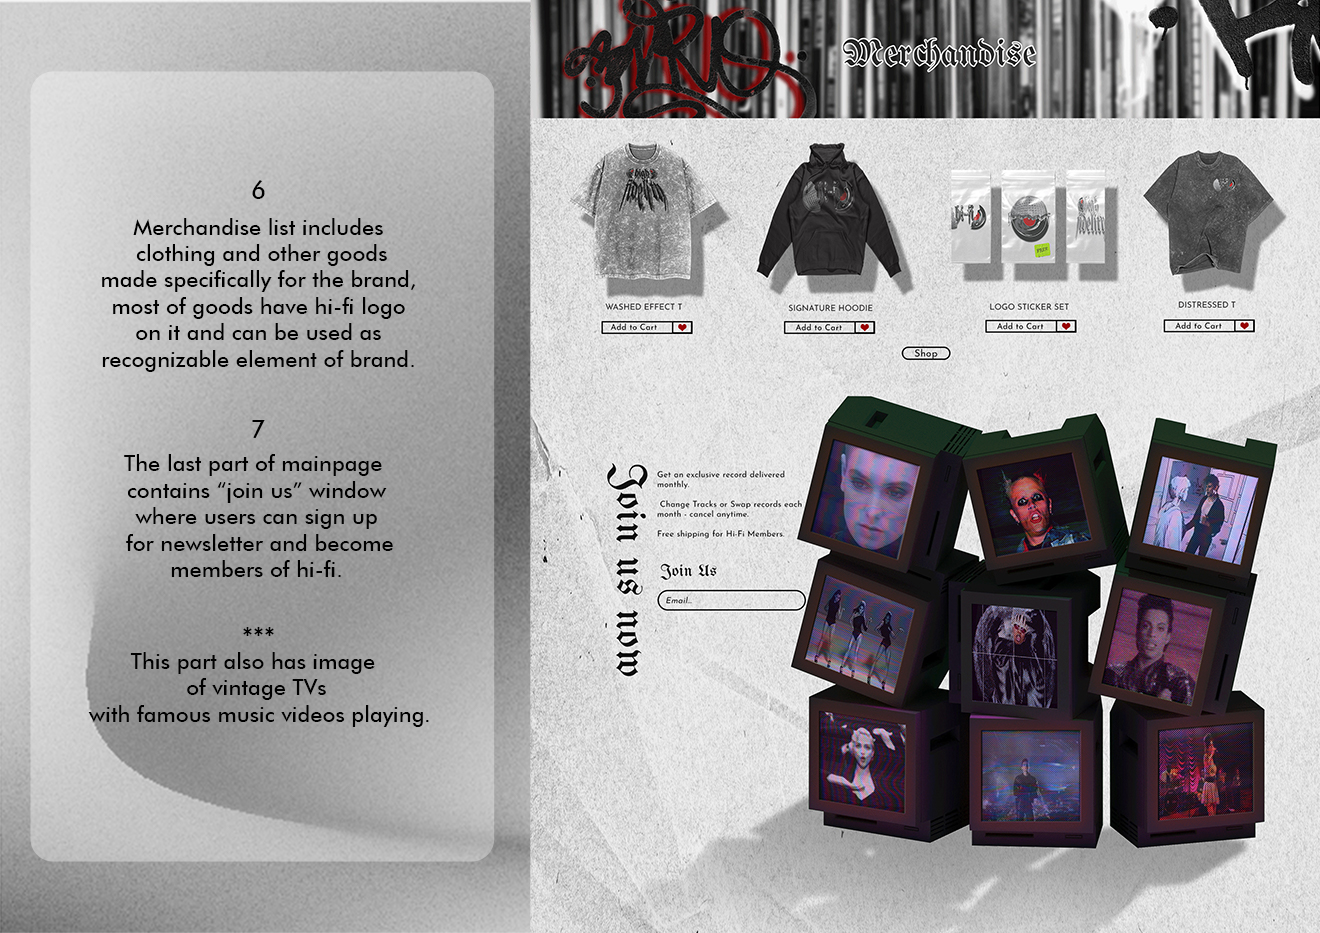 6
Merchandise list includes
clothing and other goods
made specifically for the brand,
most of goods have hi-fi logo
on it and can be used as
recognizable element of brand.
7
The last part of mainpage
contains “join us” window
where users can sign up
for newsletter and become
members of hi-fi.
***
This part also has image
of vintage TVs
with famous music videos playing.
Merchandise
WASHED EFFECT T
Add to Cart
SIGNATURE HOODIE
Add to Cart
LOGO STICKER SET
Add to Cart
DISTRESSED T
Add to Cart
Shop
Join us now
Get an exclusive record delivered
monthly.
Change Tracks or Swap records each
month - cancel anytime.
Free shipping for Hi-Fi Members.
Join Us
Email...